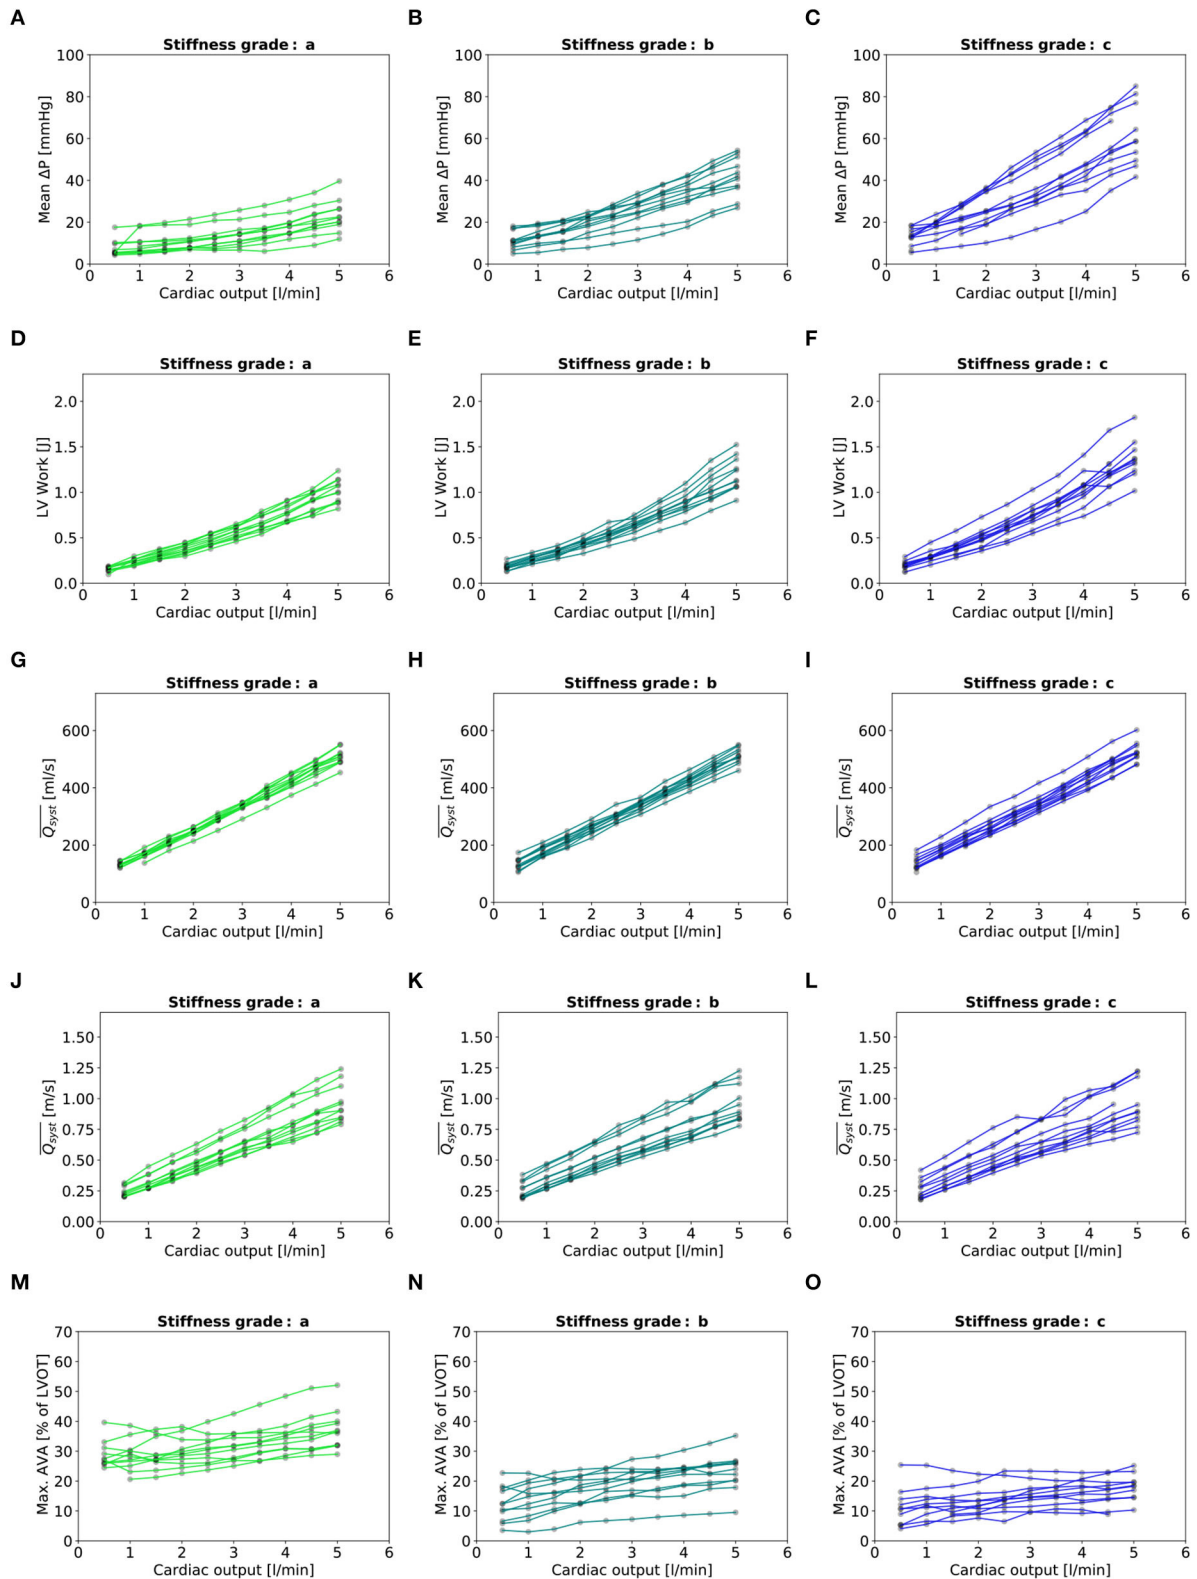 A
B
C
Stiffness grade: a
Stiffness grade: b
Stiffness grade: c
Mean ΔP [mmHg]
100
80
60
40
20
0
0 1 2 3 4 5 6
Cardiac output [l/min]
Mean ΔP [mmHg]
100
80
60
40
20
0
0 1 2 3 4 5 6
Cardiac output [l/min]
Mean ΔP [mmHg]
100
80
60
40
20
0
0 1 2 3 4 5 6
Cardiac output [l/min]
D
E
F
Stiffness grade: a
Stiffness grade: b
Stiffness grade: c
LV Work [J]
2.0
1.5
1.0
0.5
0.0
0 1 2 3 4 5 6
Cardiac output [l/min]
LV Work [J]
2.0
1.5
1.0
0.5
0.0
0 1 2 3 4 5 6
Cardiac output [l/min]
LV Work [J]
2.0
1.5
1.0
0.5
0.0
0 1 2 3 4 5 6
Cardiac output [l/min]
G
H
I
Stiffness grade: a
Stiffness grade: b
Stiffness grade: c
Qsyst [ml/s]
600
400
200
0
0 1 2 3 4 5 6
Cardiac output [l/min]
Qsyst [ml/s]
600
400
200
0
0 1 2 3 4 5 6
Cardiac output [l/min]
Qsyst [ml/s]
600
400
200
0
0 1 2 3 4 5 6
Cardiac output [l/min]
J
K
L
Stiffness grade: a
Stiffness grade: b
Stiffness grade: c
Qsyst [m/s]
1.50
1.25
1.00
0.75
0.50
0.25
0.00
0 1 2 3 4 5 6
Cardiac output [l/min]
Qsyst [m/s]
1.50
1.25
1.00
0.75
0.50
0.25
0.00
0 1 2 3 4 5 6
Cardiac output [l/min]
Qsyst [m/s]
1.50
1.25
1.00
0.75
0.50
0.25
0.00
0 1 2 3 4 5 6
Cardiac output [l/min]
M
N
O
Stiffness grade: a
Stiffness grade: b
Stiffness grade: c
Max. AVA [% of LVOT]
70
60
50
40
30
20
10
0
0 1 2 3 4 5 6
Cardiac output [l/min]
Max. AVA [% of LVOT]
70
60
50
40
30
20
10
0
0 1 2 3 4 5 6
Cardiac output [l/min]
Max. AVA [% of LVOT]
70
60
50
40
30
20
10
0
0 1 2 3 4 5 6
Cardiac output [l/min]